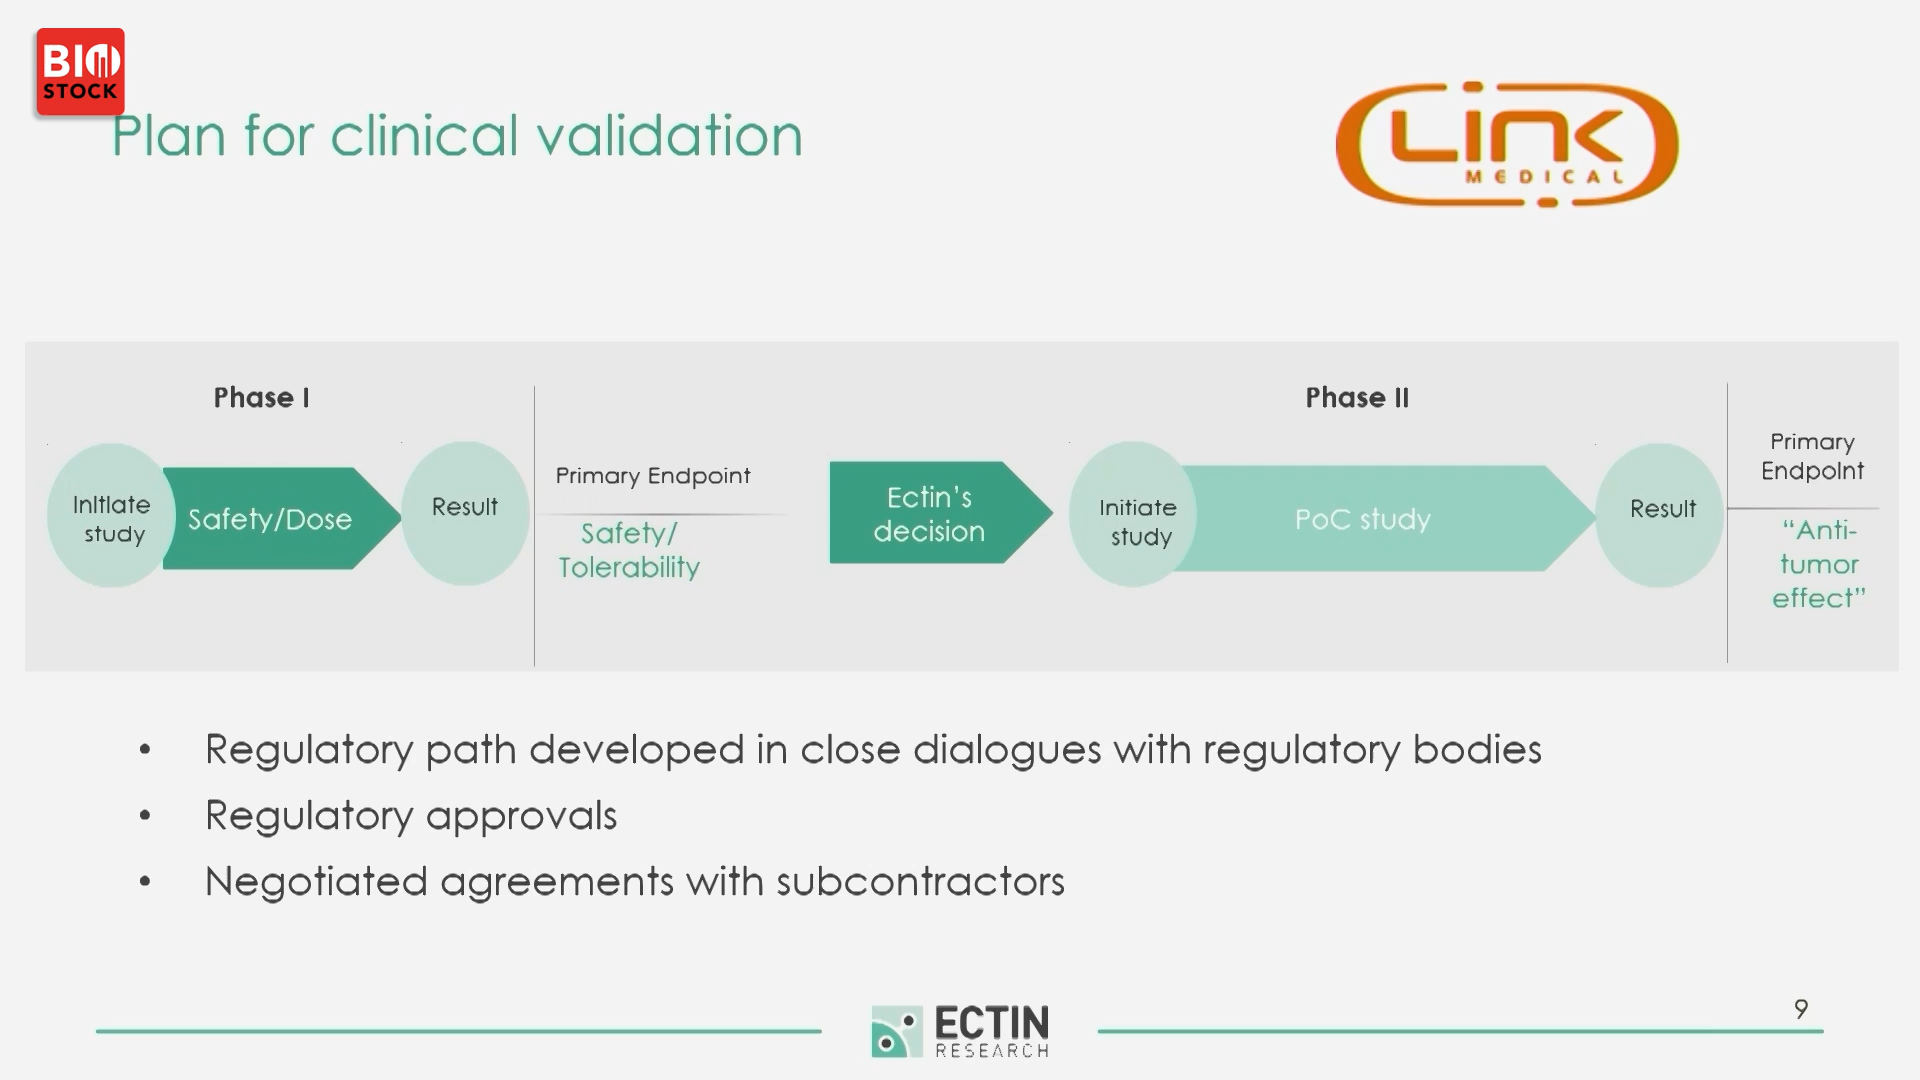 BIO
STOCK
Plan for clinical validation
Link
MEDICAL
Phase I
Initiate
study
Safety/Dose
Result
Primary Endpoint
Safety/
Tolerability
Ectin’s
decision
Phase II
Initiate
study
PoC study
Result
Primary
Endpoint
“Anti-
tumor
effect”
• Regulatory path developed in close dialogues with regulatory bodies
• Regulatory approvals
• Negotiated agreements with subcontractors
ECTIN
RESEARCH
9